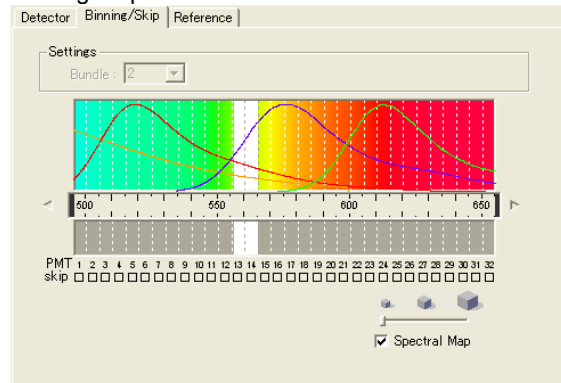 Detector Binning/Skip Reference
Settings
Bundle : 2
500 550 600 650
PMT 1 2 3 4 5 6 7 8 9 10 11 12 13 14 15 16 17 18 19 20 21 22 23 24 25 26 27 28 29 30 31 32
skip
Spectral Map